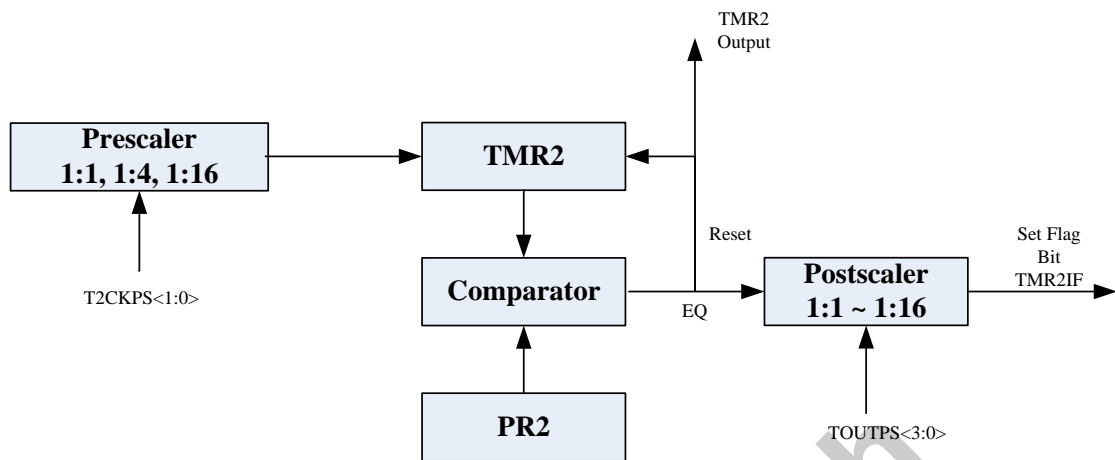 TMR2
Output
Prescaler
1:1, 1:4, 1:16
TMR2
Reset
Set Flag
Bit
TMR2IF
T2CKPS<1:0>
Comparator
EQ
Postscaler
1:1 ~ 1:16
PR2
TOUTPS<3:0>